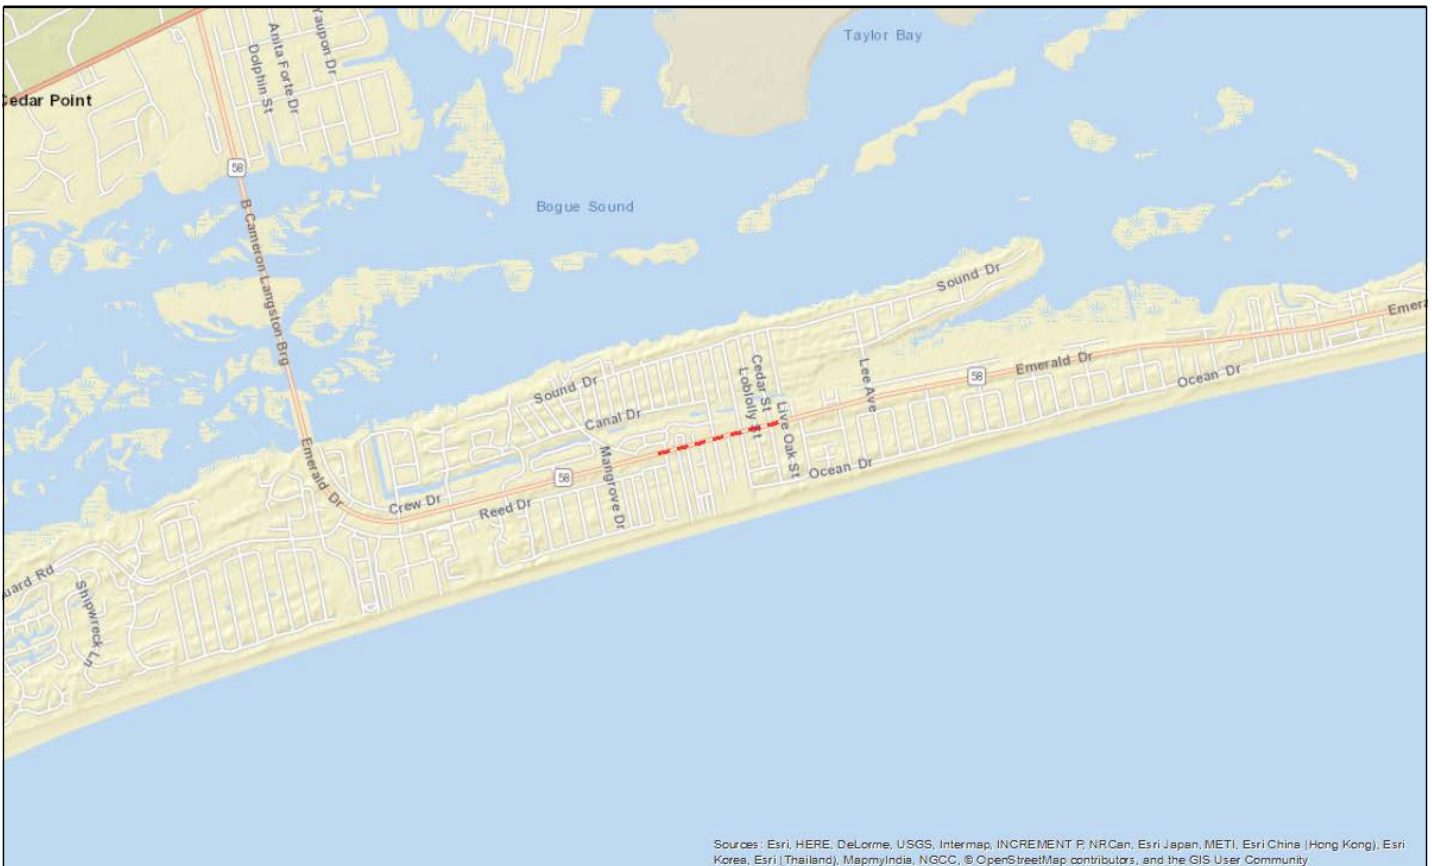 Taylor Bay
Yaupon Dr
Anita Forte Dr
Dolphin St
Cedar Point
58
B Cameron Langston Brg
Bogue Sound
Sound Dr
Emera
Lee Ave
Emerald Dr
58
Ocean Dr
Cedar St
Loblolly St
Live Oak St
Sound Dr
Canal Dr
Mangrove Dr
Ocean Dr
58
Emerald Dr
Crew Dr
Reed Dr
uard Rd
Shipwreck Ln
Sources: Esri, HERE, DeLorme, USGS, Intermap, INCREMENT P, NRCan, Esri Japan, METI, Esri China (Hong Kong), Esri
Korea, Esri (Thailand), MapmyIndia, NGCC, © OpenStreetMap contributors, and the GIS User Community